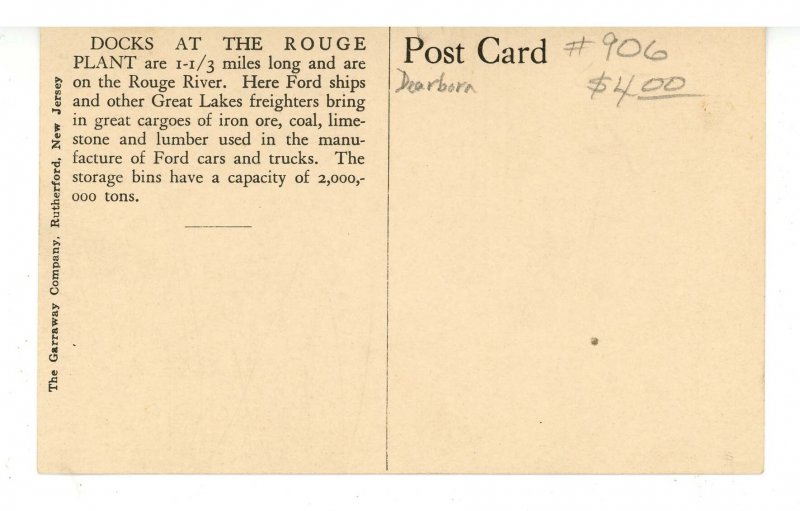 DOCKS AT THE ROUGE
PLANT are 1-1/3 miles long and are
on the Rouge River. Here Ford ships
and other Great Lakes freighters bring
in great cargoes of iron ore, coal, lime-
stone and lumber used in the manu-
facture of Ford cars and trucks. The
storage bins have a capacity of 2,000,-
000 tons.
The Garraway Company, Rutherford, New Jersey
Post Card #906
Dearborn $4.00